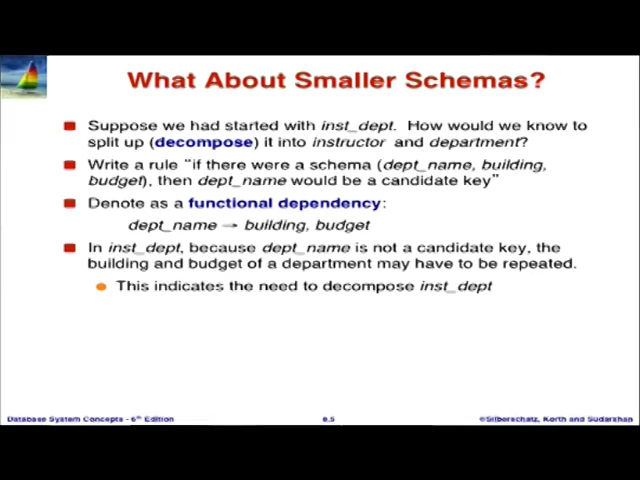 What About Smaller Schemas?
Suppose we had started with inst_dept. How would we know to
split up (decompose) it into instructor and department?
Write a rule “if there were a schema (dept_name, building,
budget), then dept_name would be a candidate key”
Denote as a functional dependency:
dept_name → building, budget
In inst_dept, because dept_name is not a candidate key, the
building and budget of a department may have to be repeated.
This indicates the need to decompose inst_dept
Database System Concepts - 6th Edition
8.5
©Silberschatz, Korth and Sudarshan